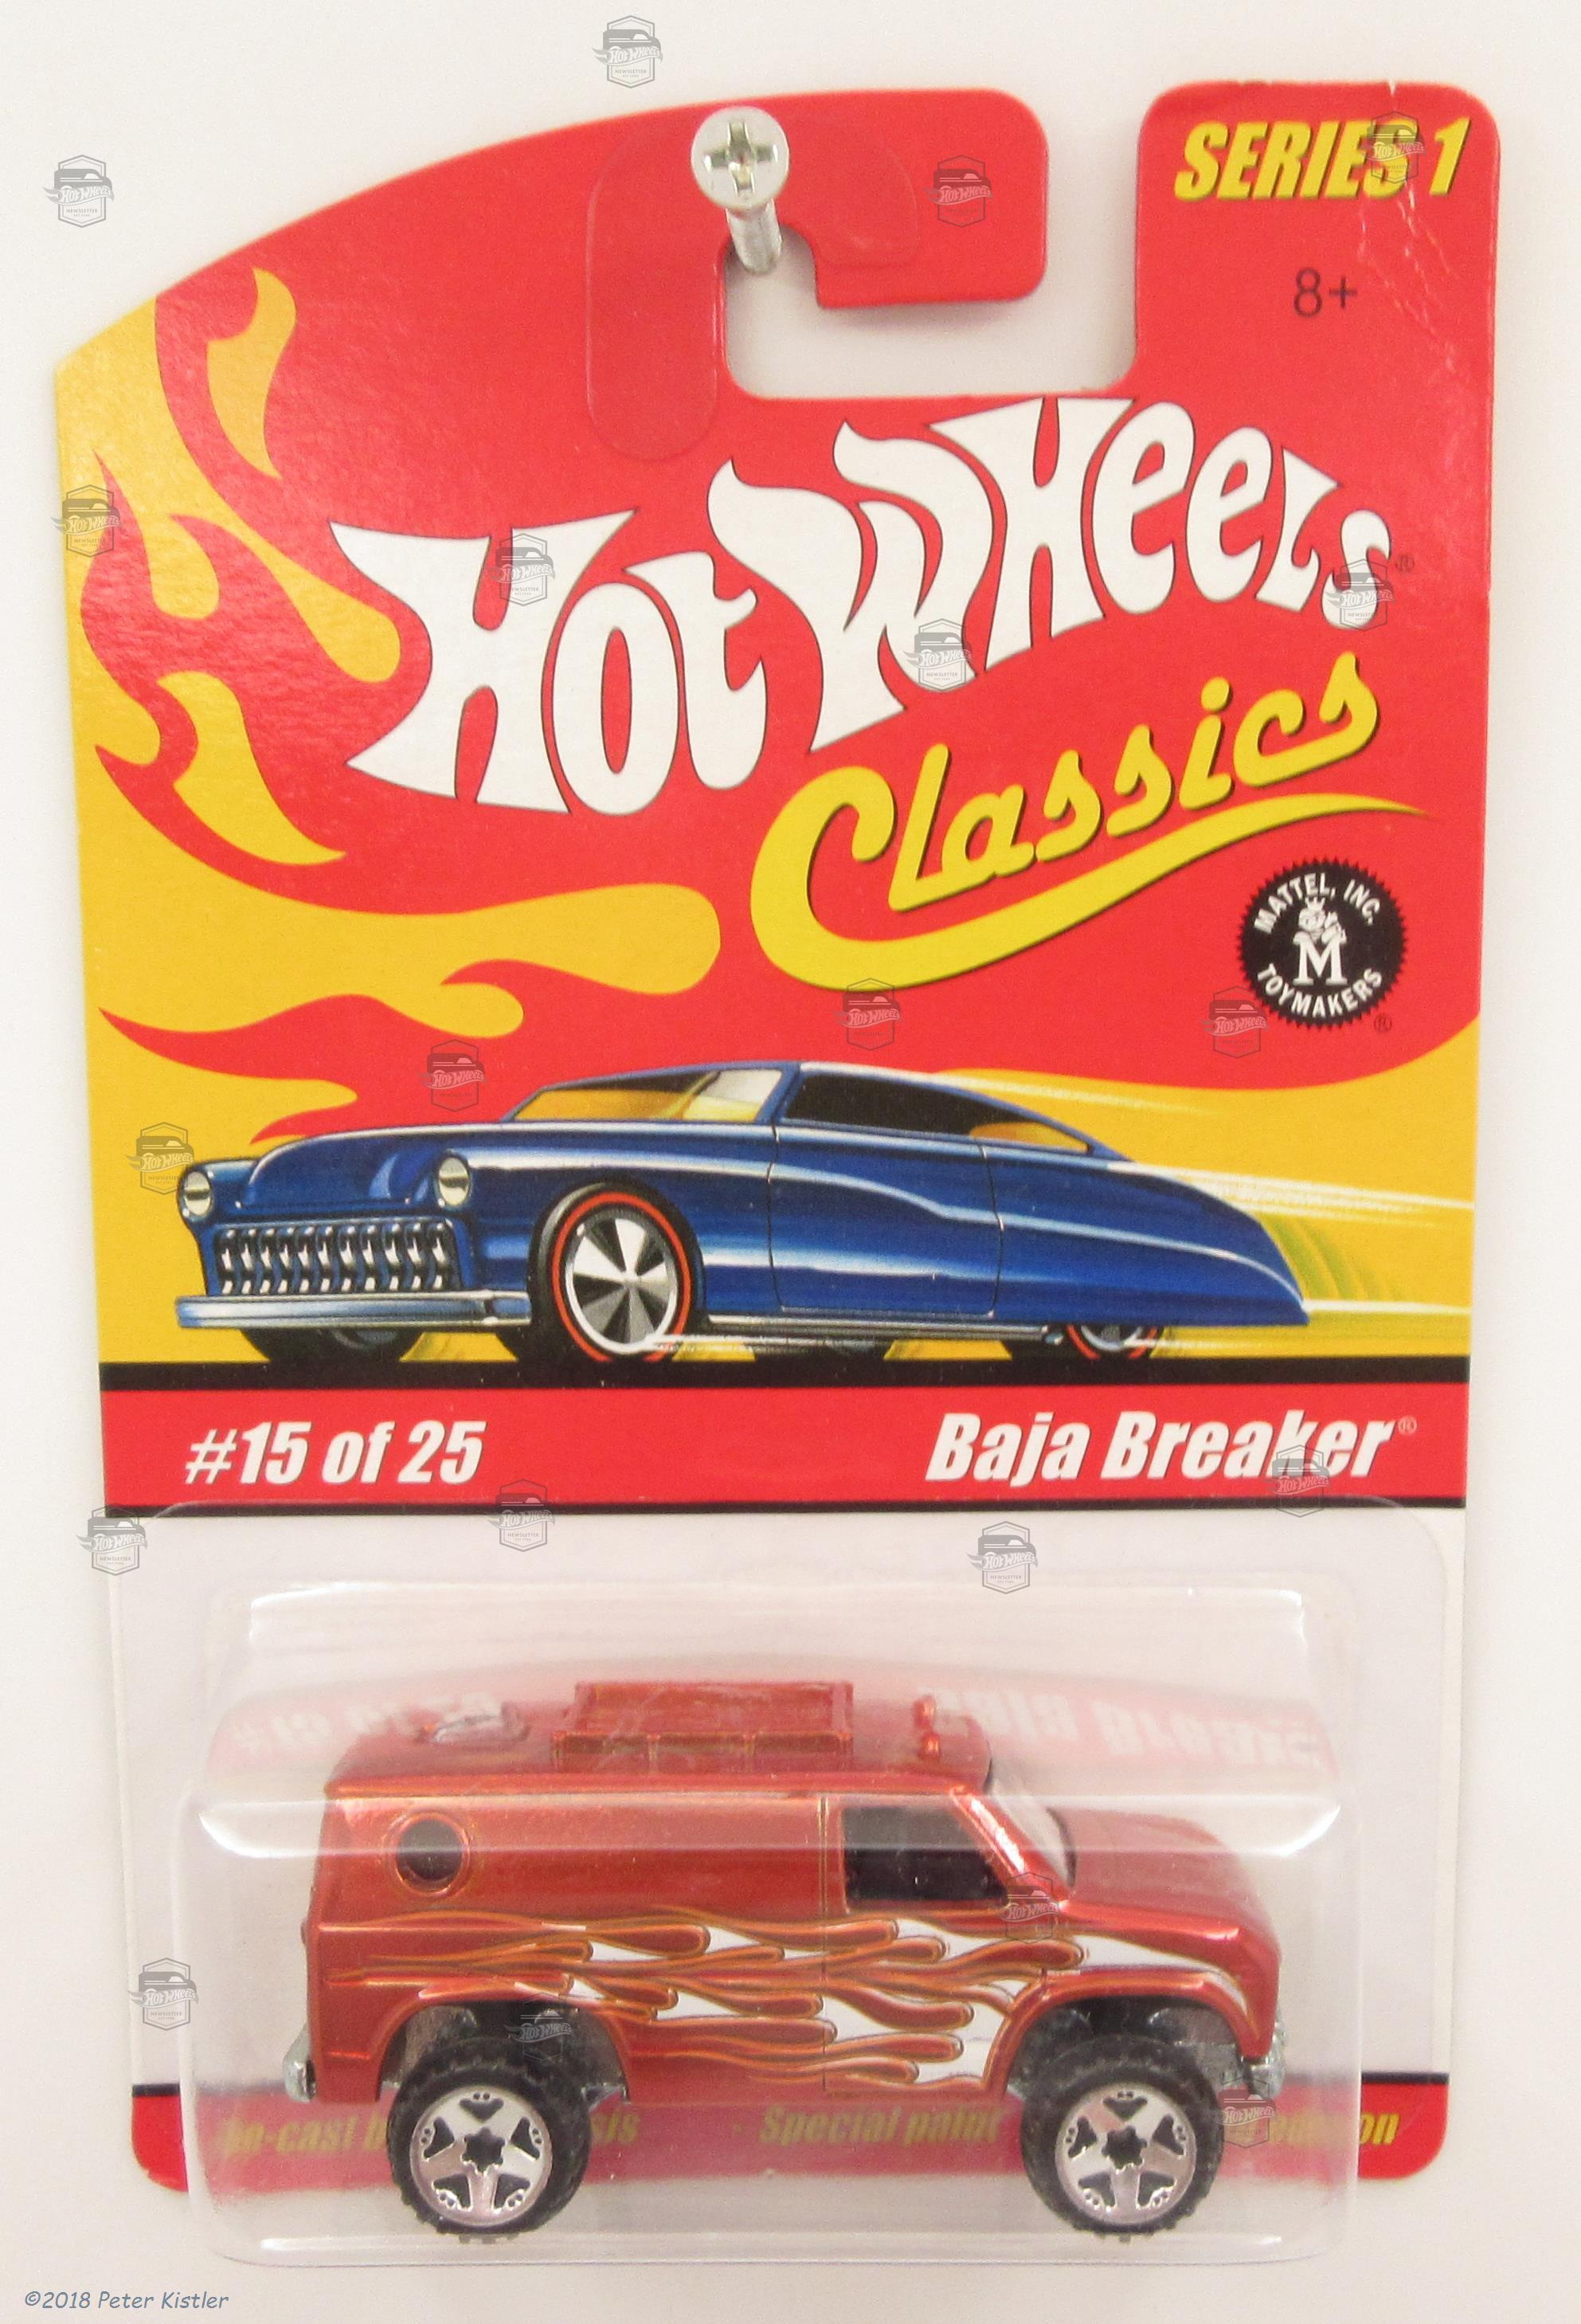 SERIES 1
8+
Hot Wheels®
Classics
MATTEL, INC.
M
TOYMAKERS
®
#15 of 25
Baja Breaker®
Special paint
©2018 Peter Kistler